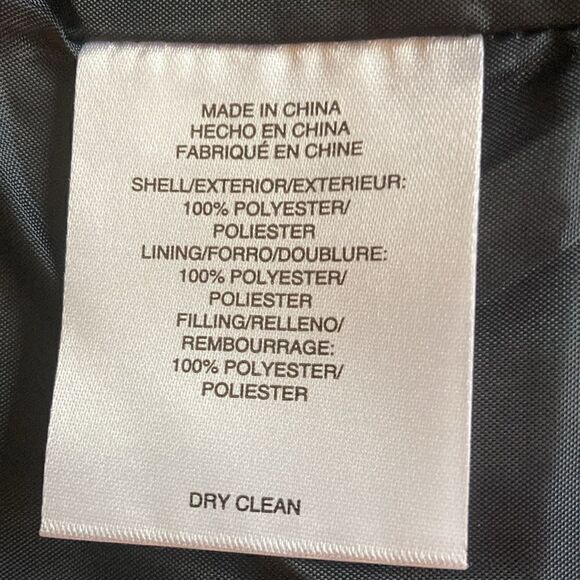 MADE IN CHINA
HECHO EN CHINA
FABRIQUÉ EN CHINE
SHELL/EXTERIOR/EXTERIEUR:
100% POLYESTER/
POLIESTER
LINING/FORRO/DOUBLURE:
100% POLYESTER/
POLIESTER
FILLING/RELLENO/
REMBOURRAGE:
100% POLYESTER/
POLIESTER
DRY CLEAN